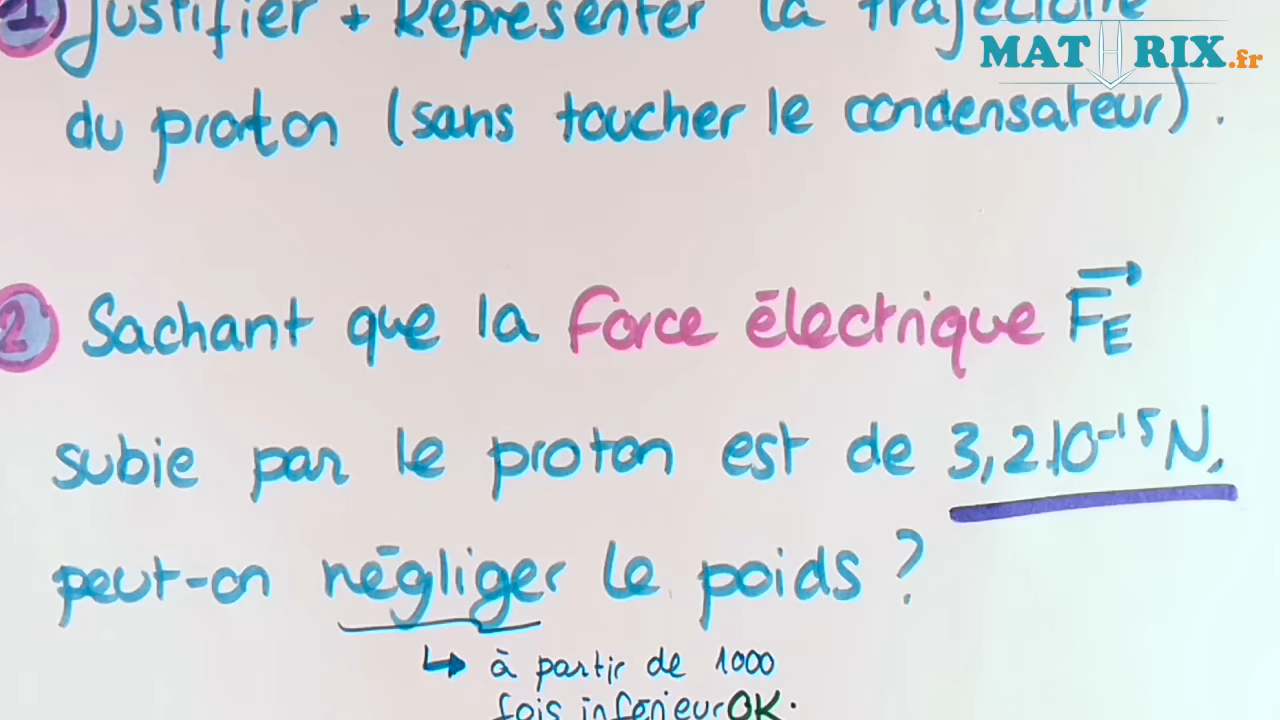 1 Justifier + Représenter la trajectoire
MATHRIX.fr
du proton (sans toucher le condensateur).
2 Sachant que la force électrique F_E
subie par le proton est de 3,2.10⁻¹⁵ N,
peut-on négliger le poids ?
↳ à partir de 1000
fois inférieur OK.